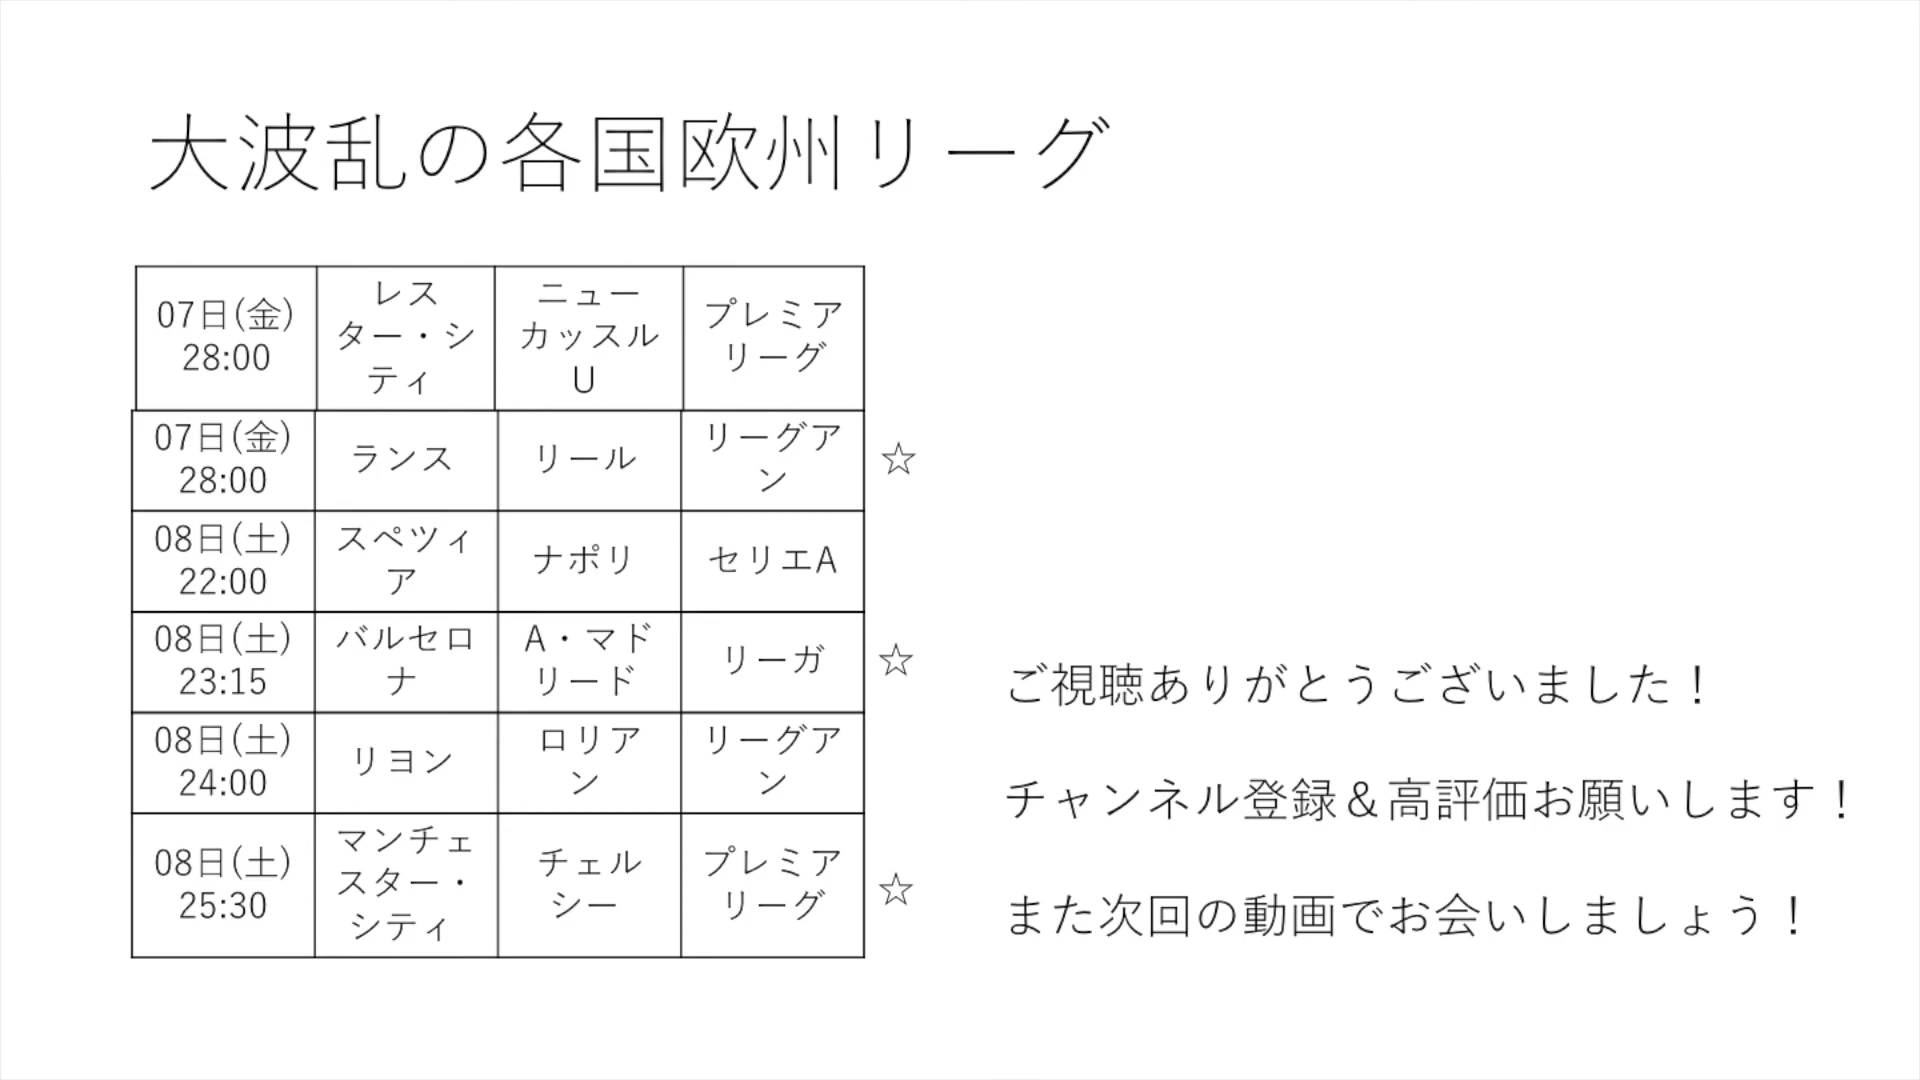 大波乱の各国欧州リーグ
07日(金)
28:00
レス
ター・シ
ティ
ニュー
カッスル
U
プレミア
リーグ
07日(金)
28:00
ランス
リール
リーグア
ン
☆
08日(土)
22:00
スペツィ
ア
ナポリ
セリエA
08日(土)
23:15
バルセロ
ナ
A・マド
リード
リーガ
☆
08日(土)
24:00
リヨン
ロリア
ン
リーグア
ン
08日(土)
25:30
マンチェ
スター・
シティ
チェル
シー
プレミア
リーグ
☆
ご視聴ありがとうございました！
チャンネル登録＆高評価お願いします！
また次回の動画でお会いしましょう！